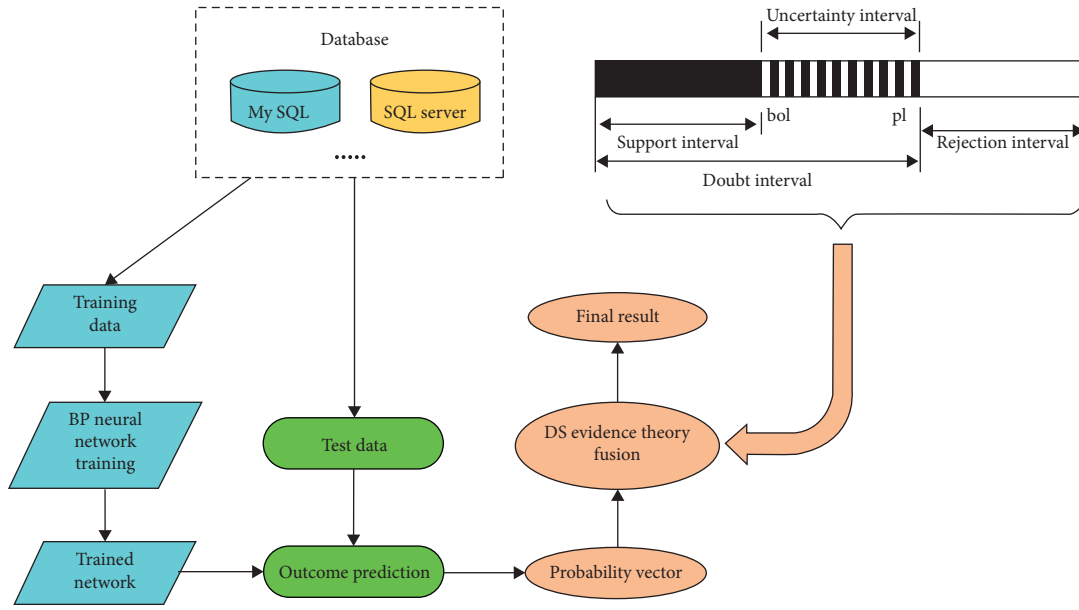 Database
My SQL
SQL server
.....
Uncertainty interval
bol
pl
Support interval
Rejection interval
Doubt interval
Training
data
BP neural
network
training
Trained
network
Test data
Outcome prediction
Final result
DS evidence theory
fusion
Probability vector